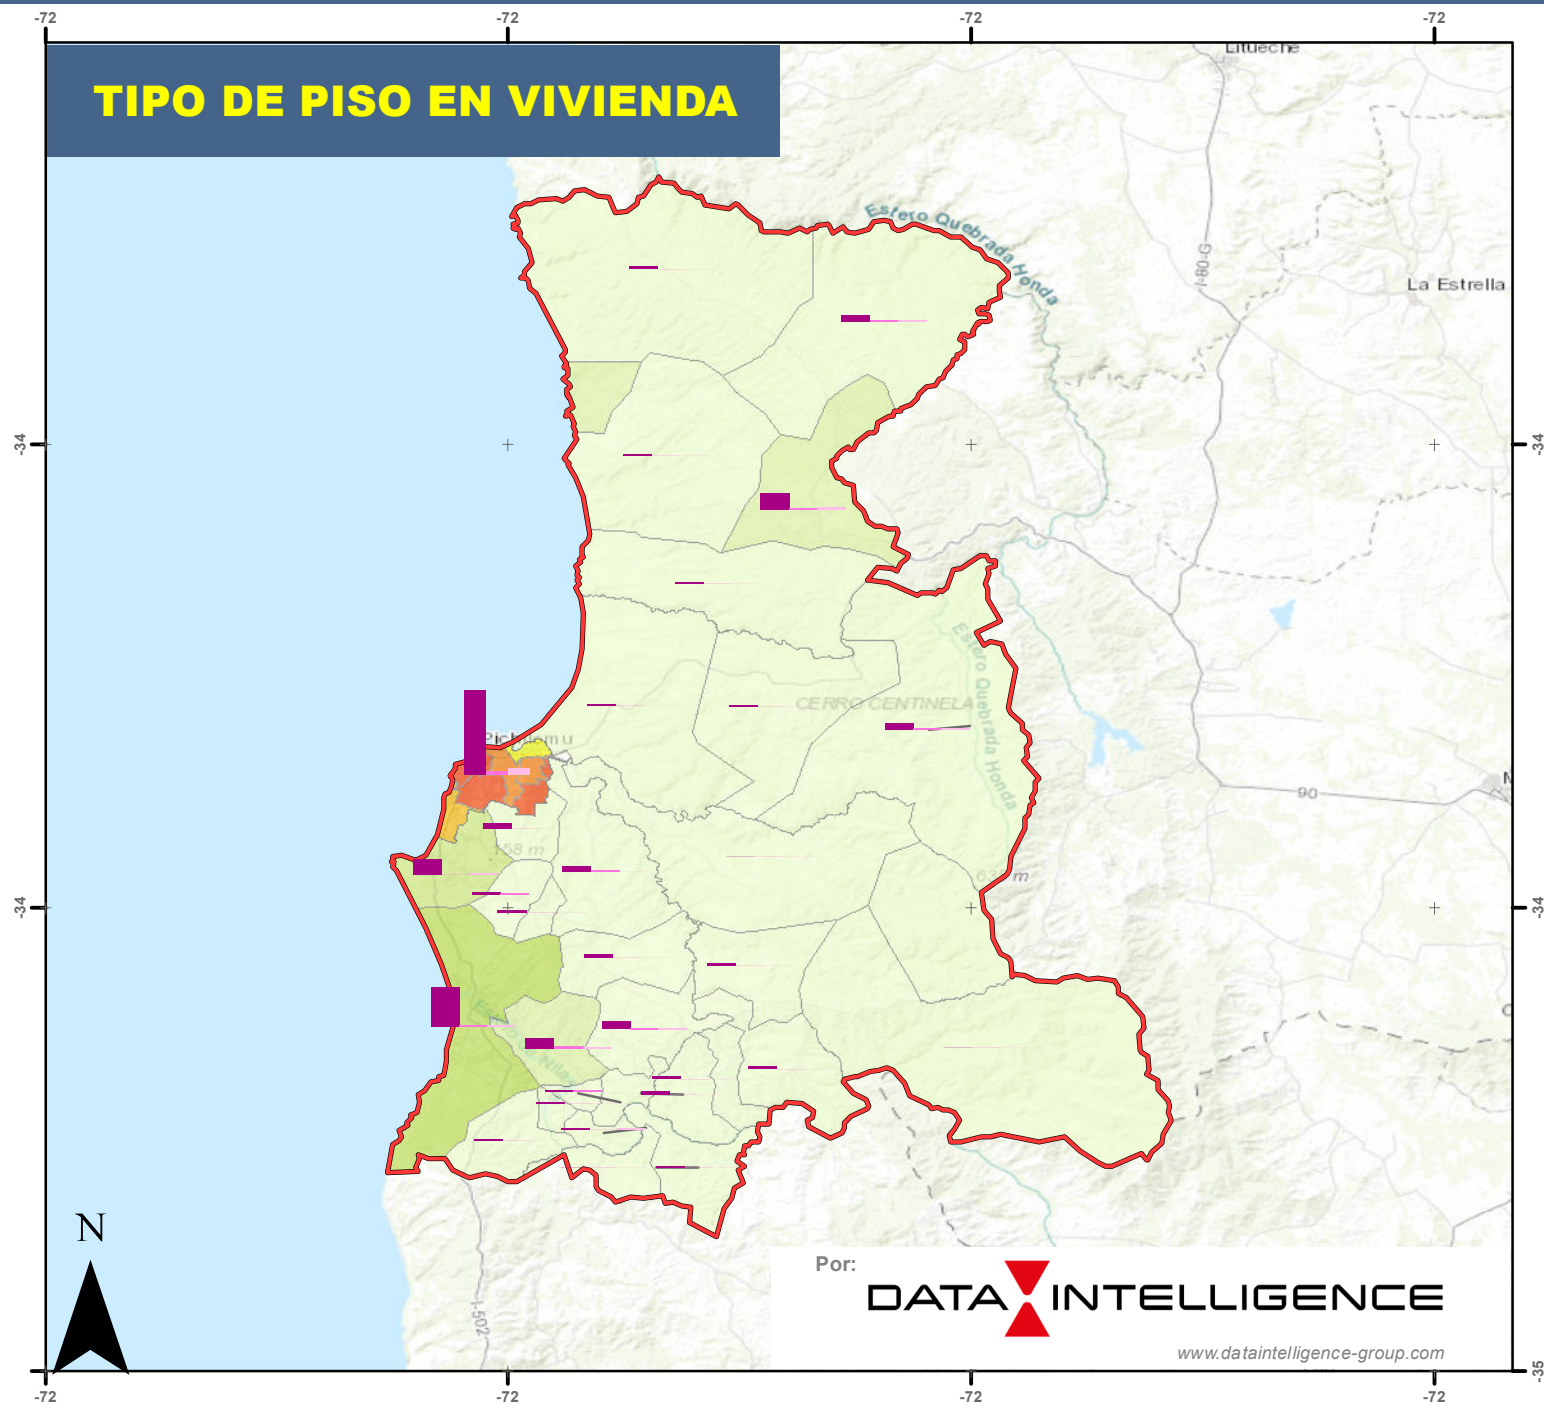 -72 -72 -72 -72
Litueche
TIPO DE PISO EN VIVIENDA
Estero Quebrada Honda
I-80-G
La Estrella
-34 -34
Estero Quebrada Honda
CERRO CENTINELA
Pichilemu
90
158 m
-34 -34
N
I-502
Por:
DATA INTELLIGENCE
www.dataintelligence-group.com
-35
-72 -72 -72 -72